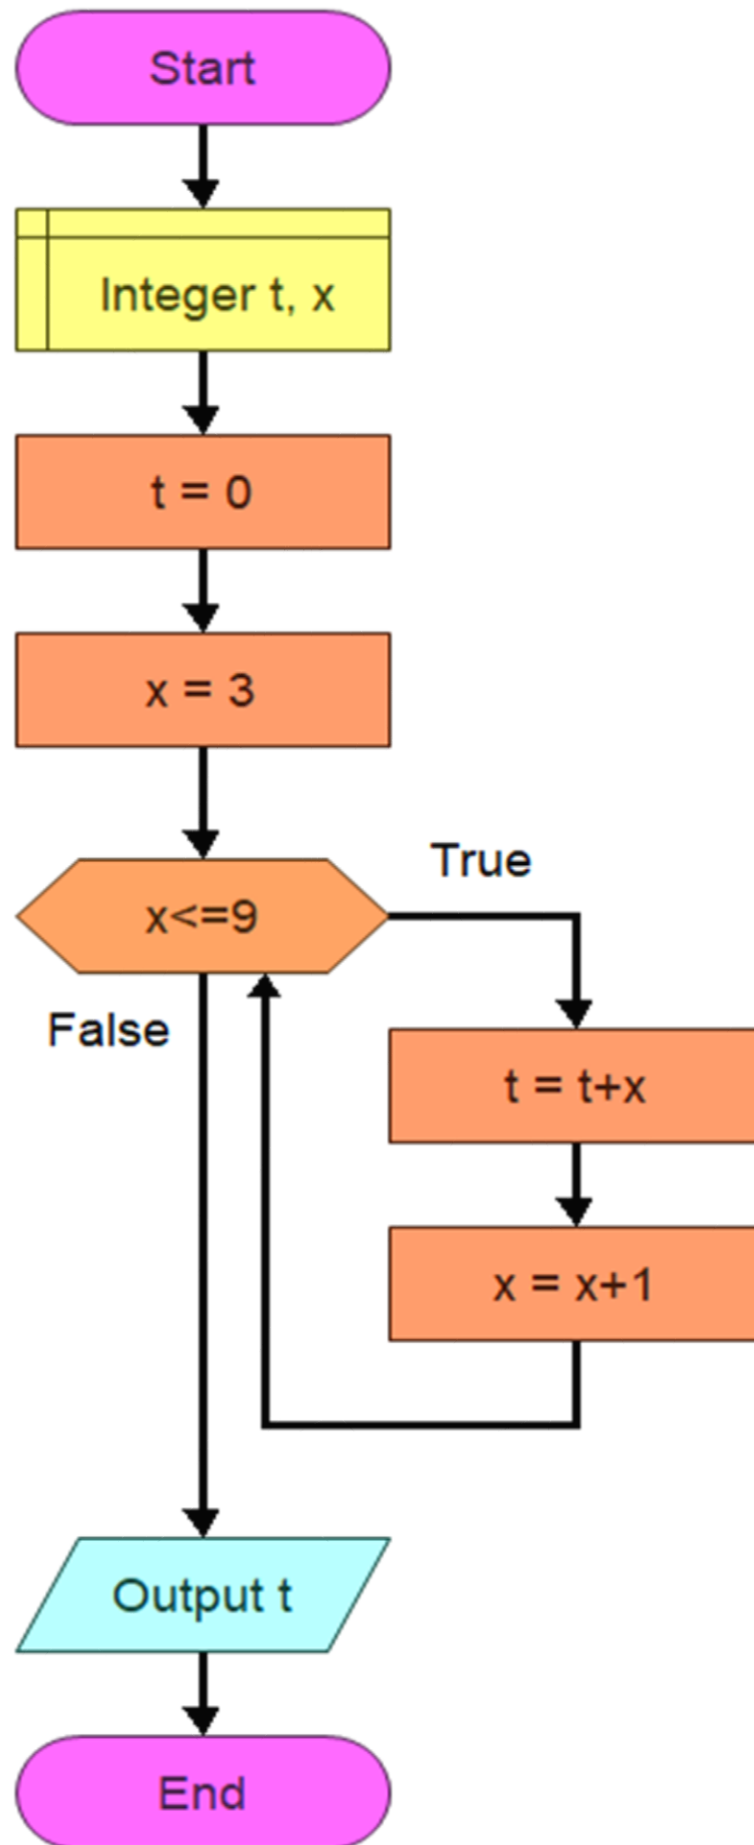 Start
Integer t, x
t = 0
x = 3
x<=9
True
False
t = t+x
x = x+1
Output t
End